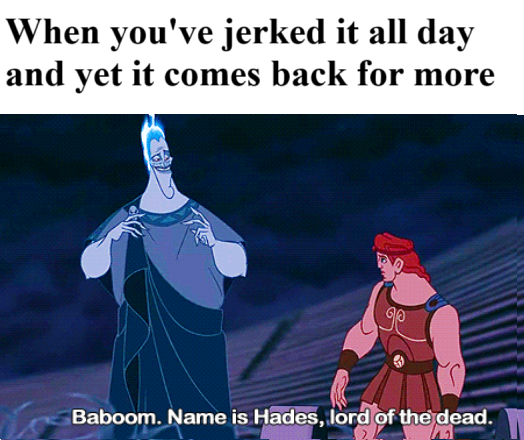 When you've jerked it all day
and yet it comes back for more
Baboom. Name is Hades, lord of the dead.